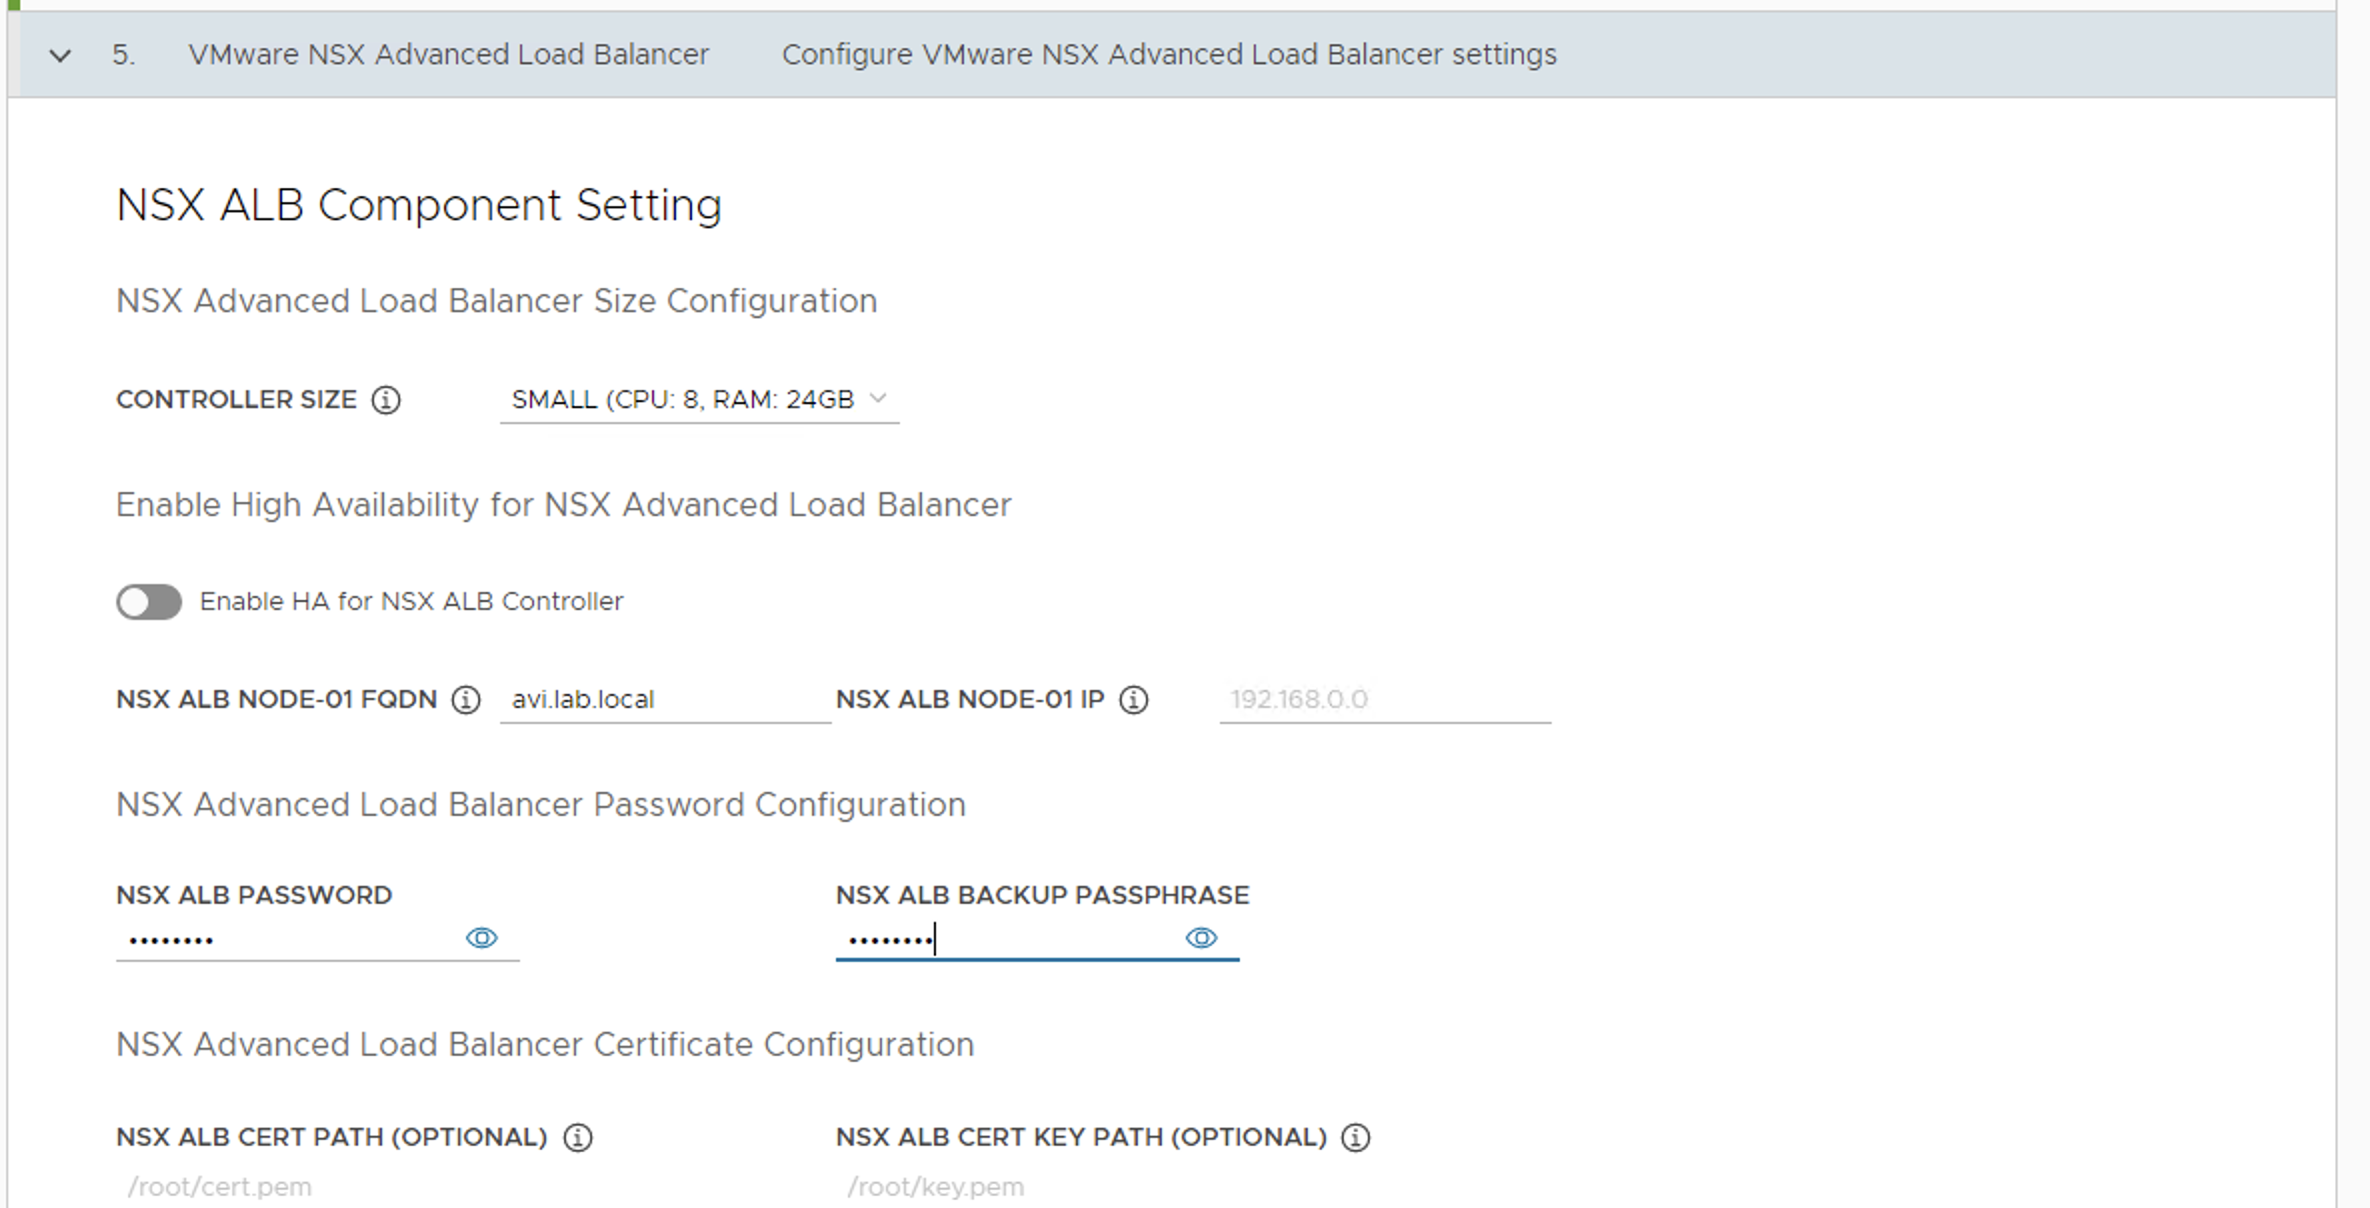 5. VMware NSX Advanced Load Balancer Configure VMware NSX Advanced Load Balancer settings
NSX ALB Component Setting
NSX Advanced Load Balancer Size Configuration
CONTROLLER SIZE SMALL (CPU: 8, RAM: 24GB
Enable High Availability for NSX Advanced Load Balancer
Enable HA for NSX ALB Controller
NSX ALB NODE-01 FQDN avi.lab.local NSX ALB NODE-01 IP 192.168.0.0
NSX Advanced Load Balancer Password Configuration
NSX ALB PASSWORD NSX ALB BACKUP PASSPHRASE
•••••••• ••••••••
NSX Advanced Load Balancer Certificate Configuration
NSX ALB CERT PATH (OPTIONAL) NSX ALB CERT KEY PATH (OPTIONAL)
/root/cert.pem /root/key.pem